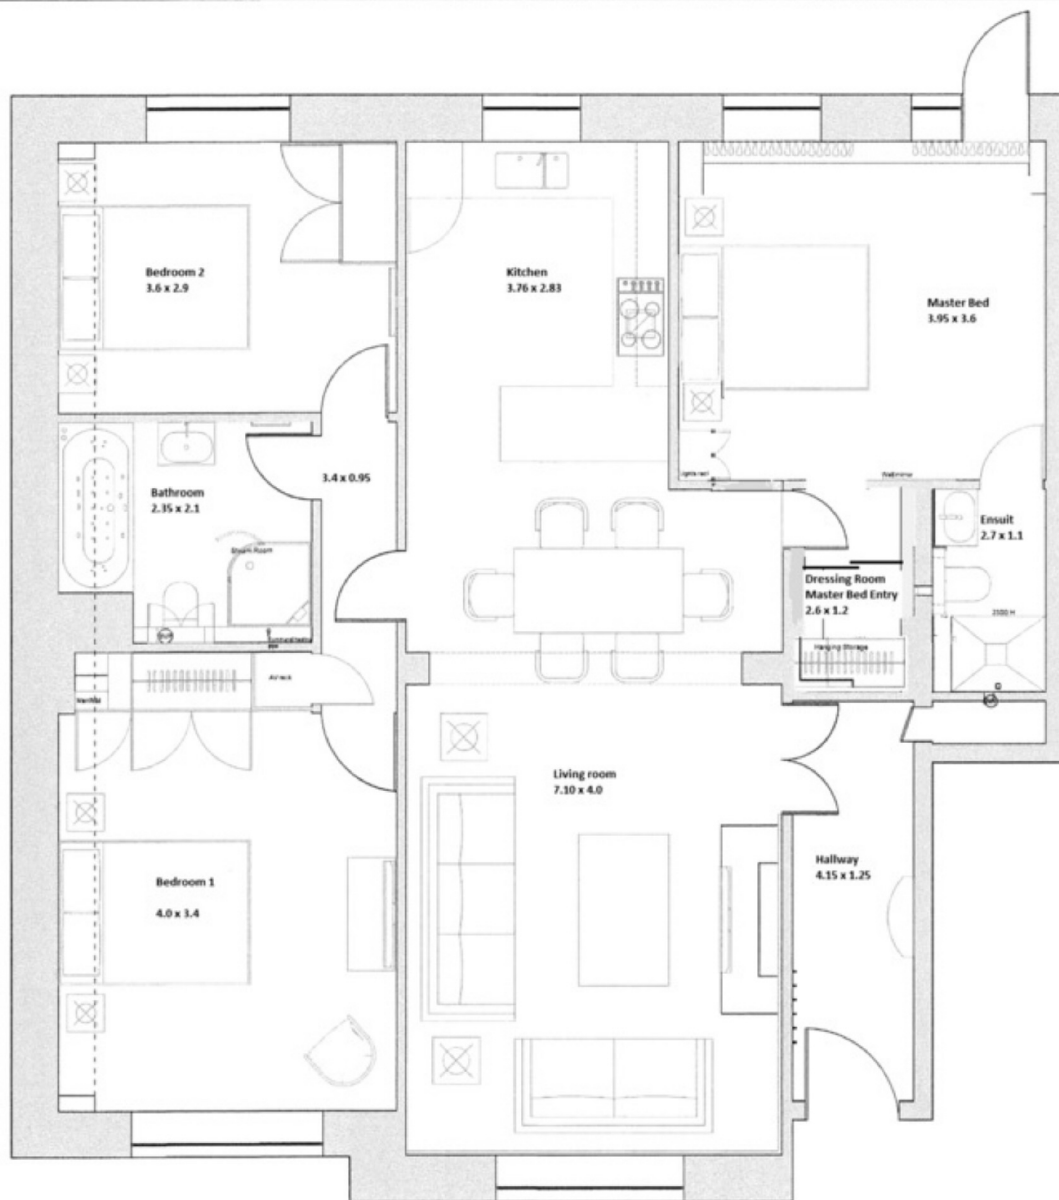 Bedroom 2
3.6 x 2.9
Kitchen
3.76 x 2.83
Master Bed
3.95 x 3.6
Bathroom
2.35 x 2.1
3.4 x 0.95
Steam Room
Ensuit
2.7 x 1.1
Dressing Room
Master Bed Entry
2.6 x 1.2
2100 H
Hanging Storage
Living room
7.10 x 4.0
Hallway
4.15 x 1.25
Bedroom 1
4.0 x 3.4